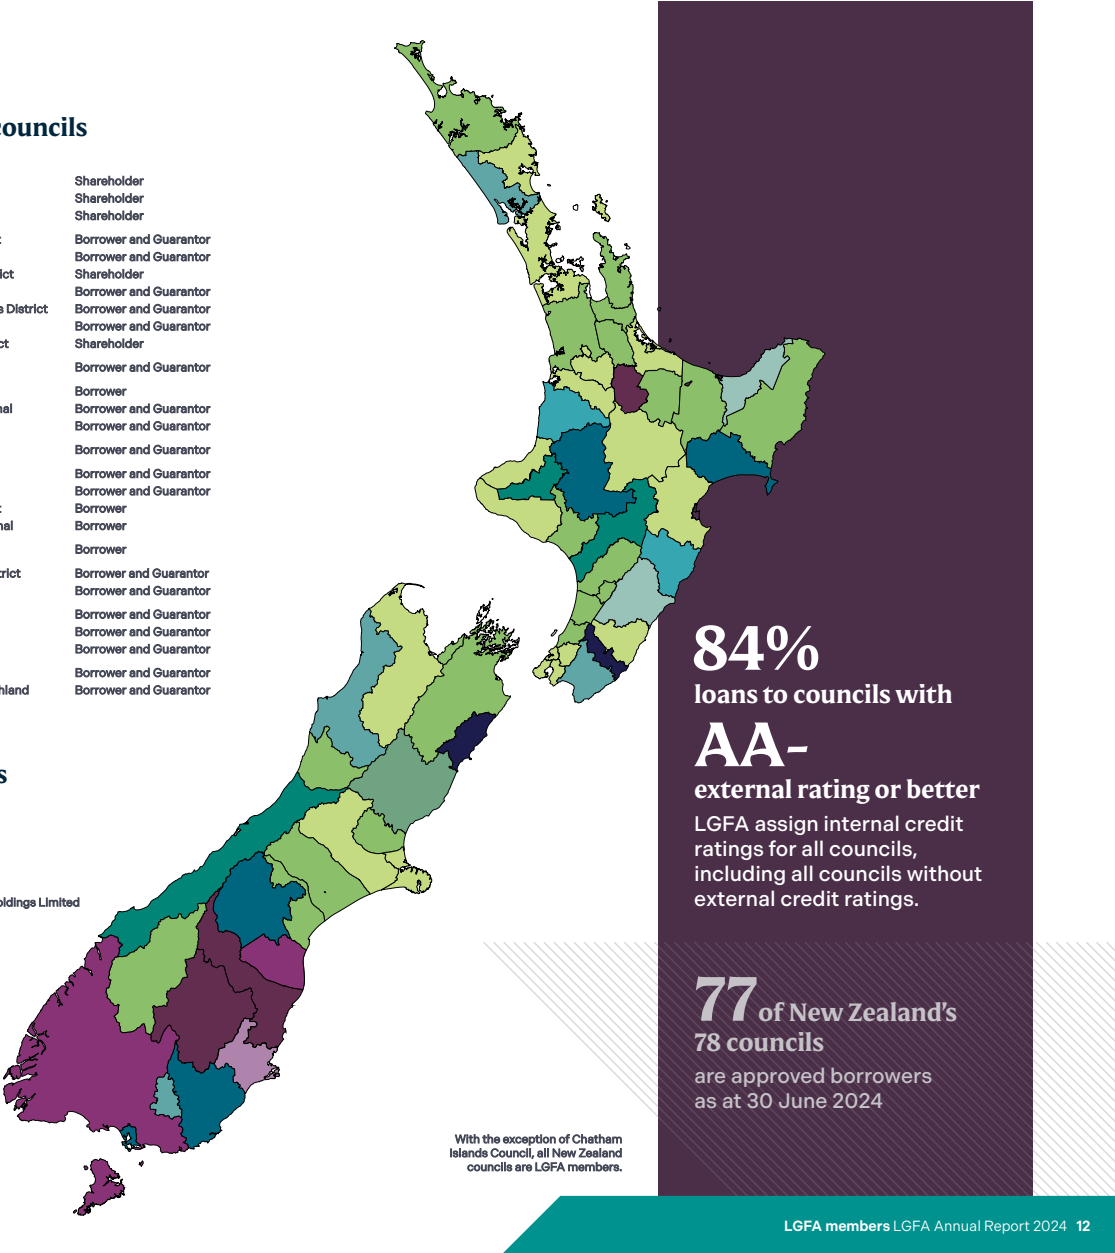 councils
Shareholder
Shareholder
Shareholder
Borrower and Guarantor
Borrower and Guarantor
Shareholder
Borrower and Guarantor
s District Borrower and Guarantor
Borrower and Guarantor
Shareholder
Borrower and Guarantor
Borrower
Borrower and Guarantor
Borrower and Guarantor
Borrower and Guarantor
Borrower and Guarantor
Borrower and Guarantor
Borrower
Borrower
Borrower
Borrower and Guarantor
Borrower and Guarantor
Borrower and Guarantor
Borrower and Guarantor
Borrower and Guarantor
Borrower and Guarantor
hland Borrower and Guarantor
s
oldings Limited
84%
loans to councils with
AA-
external rating or better
LGFA assign internal credit
ratings for all councils,
including all councils without
external credit ratings.
77 of New Zealand's
78 councils
are approved borrowers
as at 30 June 2024
With the exception of Chatham
Islands Council, all New Zealand
councils are LGFA members.
LGFA members LGFA Annual Report 2024 12